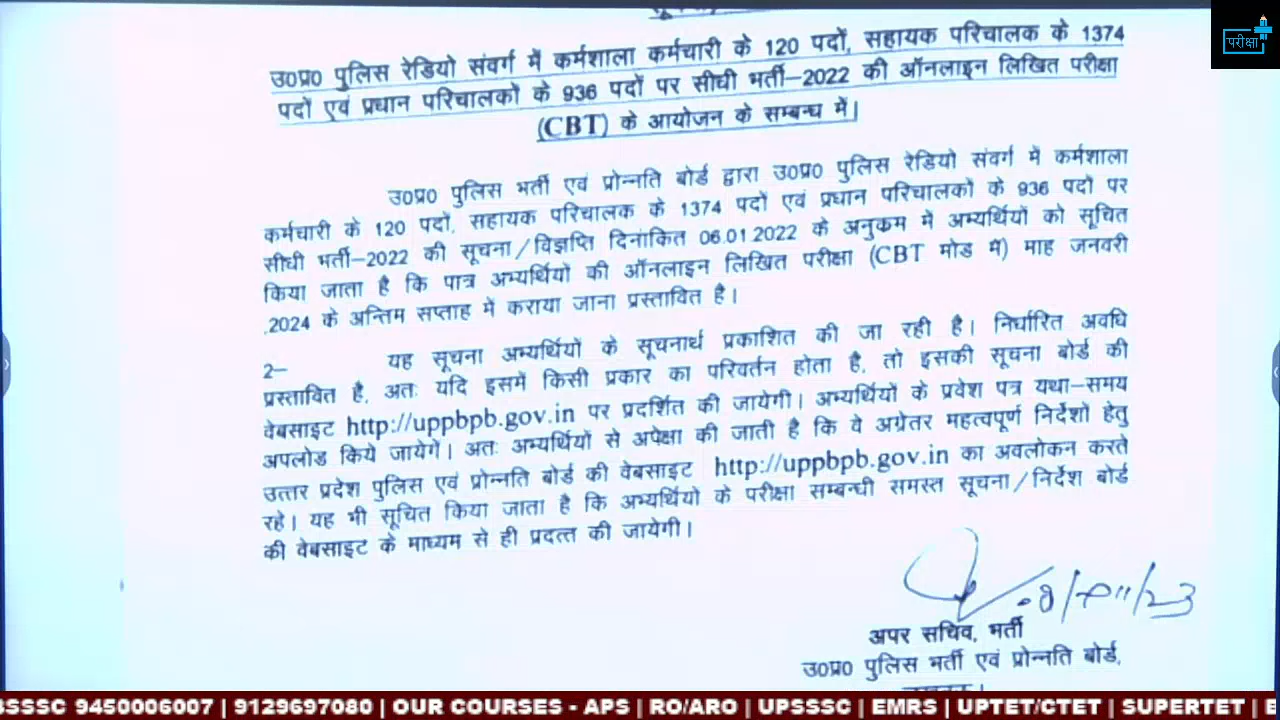 परीक्षा
उ०प्र० पुलिस रेडियो संवर्ग में कर्मशाला कर्मचारी के 120 पदों, सहायक परिचालक के 1374
पदों एवं प्रधान परिचालकों के 936 पदों पर सीधी भर्ती–2022 की ऑनलाइन लिखित परीक्षा
(CBT) के आयोजन के सम्बन्ध में।
उ०प्र० पुलिस भर्ती एवं प्रोन्नति बोर्ड द्वारा उ०प्र० पुलिस रेडियो संवर्ग में कर्मशाला
कर्मचारी के 120 पदों, सहायक परिचालक के 1374 पदों एवं प्रधान परिचालकों के 936 पदों पर
सीधी भर्ती–2022 की सूचना/विज्ञप्ति दिनांकित 06.01.2022 के अनुक्रम में अभ्यर्थियों को सूचित
किया जाता है कि पात्र अभ्यर्थियों की ऑनलाइन लिखित परीक्षा (CBT मोड में) माह जनवरी
,2024 के अन्तिम सप्ताह में कराया जाना प्रस्तावित है।
2– यह सूचना अभ्यर्थियों के सूचनार्थ प्रकाशित की जा रही है। निर्धारित अवधि
प्रस्तावित है, अतः यदि इसमें किसी प्रकार का परिवर्तन होता है, तो इसकी सूचना बोर्ड की
वेबसाइट http://uppbpb.gov.in पर प्रदर्शित की जायेगी। अभ्यर्थियों के प्रवेश पत्र यथा–समय
अपलोड किये जायेगें। अतः अभ्यर्थियों से अपेक्षा की जाती है कि वे अग्रेतर महत्वपूर्ण निर्देशों हेतु
उत्तर प्रदेश पुलिस एवं प्रोन्नति बोर्ड की वेबसाइट http://uppbpb.gov.in का अवलोकन करते
रहे। यह भी सूचित किया जाता है कि अभ्यर्थियों के परीक्षा सम्बन्धी समस्त सूचना/निर्देश बोर्ड
की वेबसाइट के माध्यम से ही प्रदत्त की जायेगी।
अपर सचिव, भर्ती
उ०प्र० पुलिस भर्ती एवं प्रोन्नति बोर्ड,
SSSC 9450006007 | 9129697080 | OUR COURSES - APS | RO/ARO | UPSSSC | EMRS | UPTET/CTET | SUPERTET |